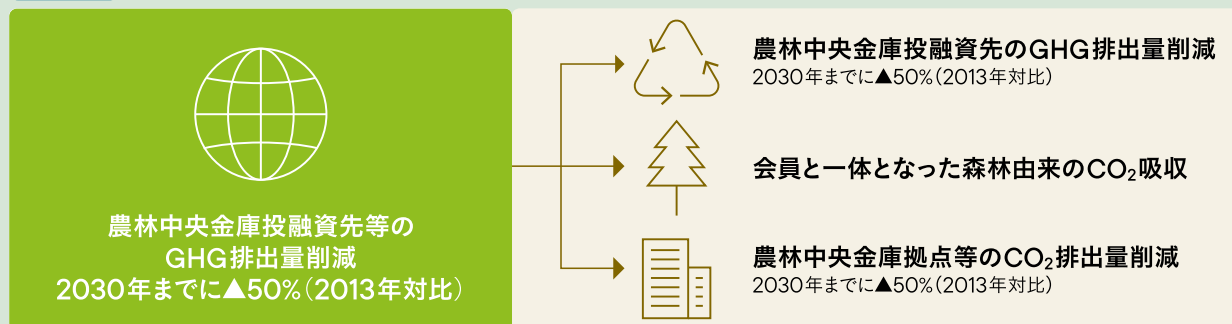 農林中央金庫投融資先等の
GHG排出量削減
2030年までに▲50%(2013年対比)
農林中央金庫投融資先のGHG排出量削減
2030年までに▲50%(2013年対比)
会員と一体となった森林由来のCO₂吸収
農林中央金庫拠点等のCO₂排出量削減
2030年までに▲50%(2013年対比)